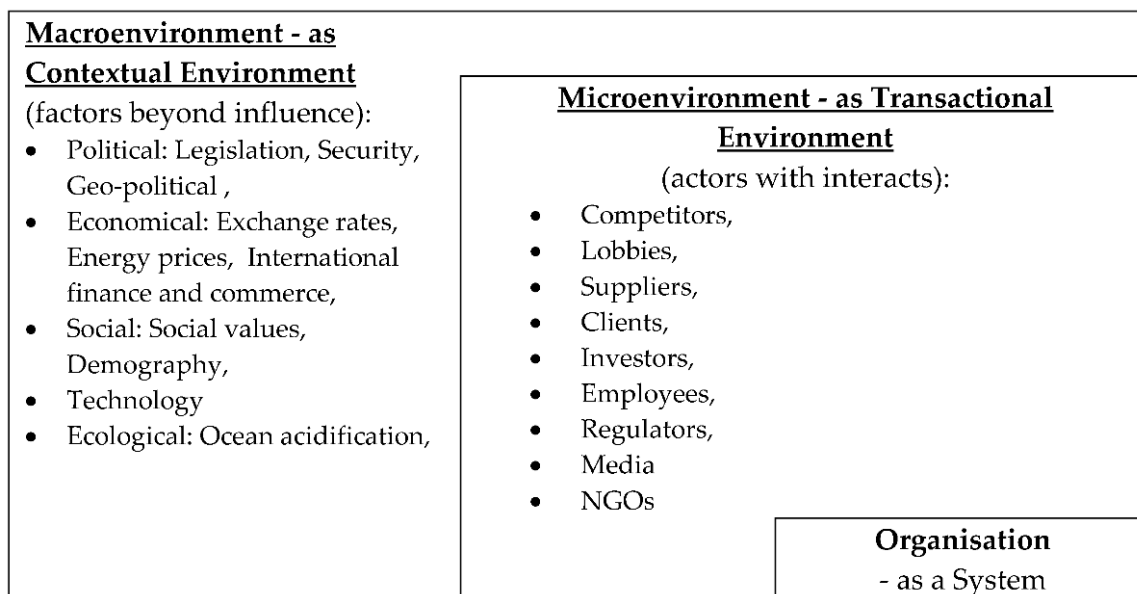 Macroenvironment - as
Contextual Environment
(factors beyond influence):
• Political: Legislation, Security,
Geo-political ,
• Economical: Exchange rates,
Energy prices, International
finance and commerce,
• Social: Social values,
Demography,
• Technology
• Ecological: Ocean acidification,
Microenvironment - as Transactional
Environment
(actors with interacts):
• Competitors,
• Lobbies,
• Suppliers,
• Clients,
• Investors,
• Employees,
• Regulators,
• Media
• NGOs
Organisation
- as a System